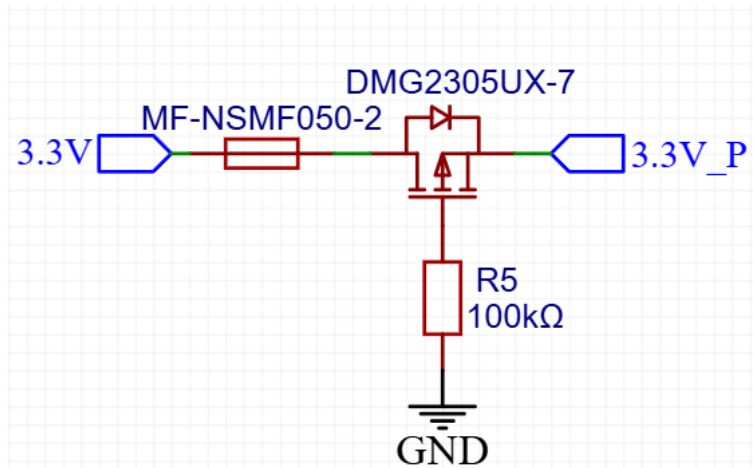 DMG2305UX-7
MF-NSMF050-2
3.3V
3.3V_P
R5
100kΩ
GND